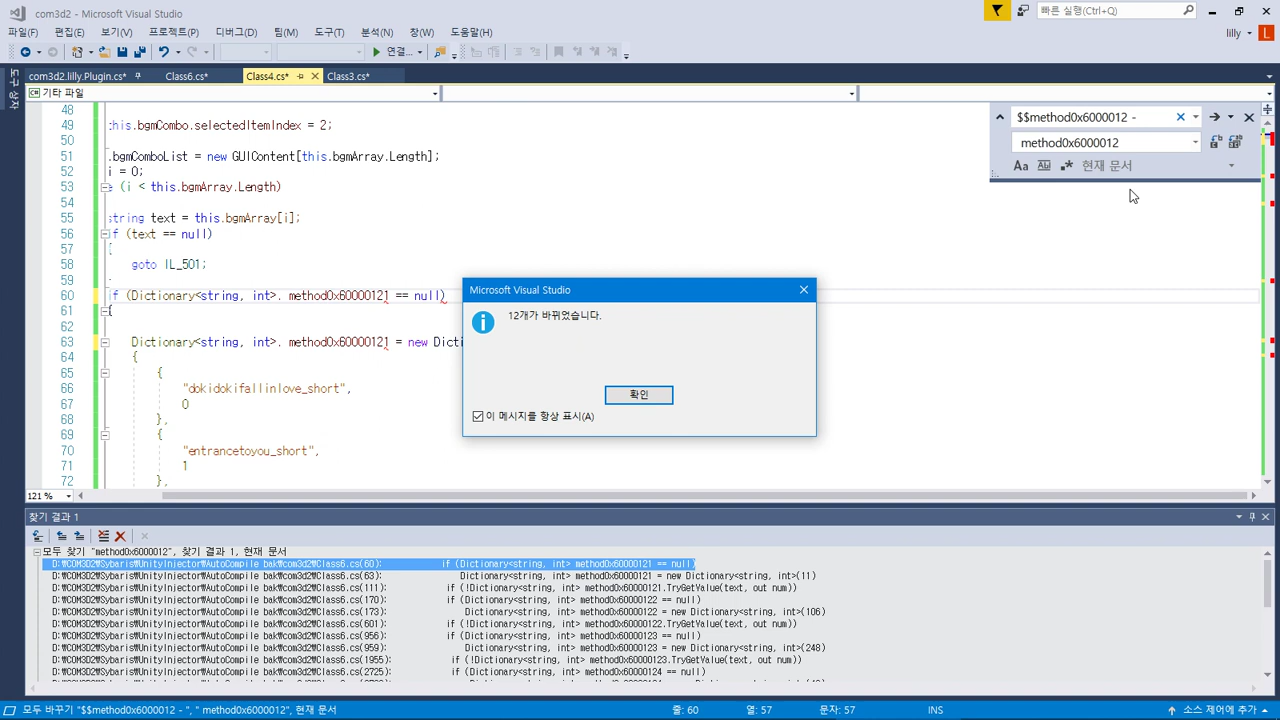 com3d2 - Microsoft Visual Studio
빠른 실행(Ctrl+Q)
파일(F) 편집(E) 보기(V) 프로젝트(P) 디버그(D) 팀(M) 도구(T) 분석(N) 창(W) 도움말(H)
lilly L
연결...
com3d2.lilly.Plugin.cs* Class6.cs* Class4.cs* Class3.cs*
도구 상자
C# 기타 파일
$$method0x6000012 -
method0x6000012
Aa Ab 현재 문서
48
49 this.bgmCombo.selectedItemIndex = 2;
50
51 .bgmComboList = new GUIContent[this.bgmArray.Length];
52 i = 0;
53 e (i < this.bgmArray.Length)
54
55 string text = this.bgmArray[i];
56 if (text == null)
57
58 goto IL_501;
59
60 if (Dictionary<string, int>. method0x60000121 == null)
61
62
63 Dictionary<string, int>. method0x60000121 = new Dicti
64 {
65 {
66 "dokidokifallinlove_short",
67 0
68 },
69 {
70 "entrancetoyou_short",
71 1
72 },
Microsoft Visual Studio
12개가 바뀌었습니다.
확인
이 메시지를 항상 표시(A)
121 %
찾기 결과 1
모두 찾기 "method0x6000012", 찾기 결과 1, 현재 문서
D:\COM3D2\Sybaris\UnityInjector\AutoCompile bak\com3d2\Class6.cs(60): if (Dictionary<string, int> method0x60000121 == null)
D:\COM3D2\Sybaris\UnityInjector\AutoCompile bak\com3d2\Class6.cs(63): Dictionary<string, int> method0x60000121 = new Dictionary<string, int>(11)
D:\COM3D2\Sybaris\UnityInjector\AutoCompile bak\com3d2\Class6.cs(111): if (!Dictionary<string, int> method0x60000121.TryGetValue(text, out num))
D:\COM3D2\Sybaris\UnityInjector\AutoCompile bak\com3d2\Class6.cs(170): if (Dictionary<string, int> method0x60000122 == null)
D:\COM3D2\Sybaris\UnityInjector\AutoCompile bak\com3d2\Class6.cs(173): Dictionary<string, int> method0x60000122 = new Dictionary<string, int>(106)
D:\COM3D2\Sybaris\UnityInjector\AutoCompile bak\com3d2\Class6.cs(601): if (!Dictionary<string, int> method0x60000122.TryGetValue(text, out num))
D:\COM3D2\Sybaris\UnityInjector\AutoCompile bak\com3d2\Class6.cs(956): if (Dictionary<string, int> method0x60000123 == null)
D:\COM3D2\Sybaris\UnityInjector\AutoCompile bak\com3d2\Class6.cs(959): Dictionary<string, int> method0x60000123 = new Dictionary<string, int>(248)
D:\COM3D2\Sybaris\UnityInjector\AutoCompile bak\com3d2\Class6.cs(1955): if (!Dictionary<string, int> method0x60000123.TryGetValue(text, out num))
D:\COM3D2\Sybaris\UnityInjector\AutoCompile bak\com3d2\Class6.cs(2725): if (Dictionary<string, int> method0x60000124 == null)
모두 바꾸기 "$$method0x6000012 - ", " method0x6000012", 현재 문서 줄: 60 열: 57 문자: 57 INS 소스 제어에 추가